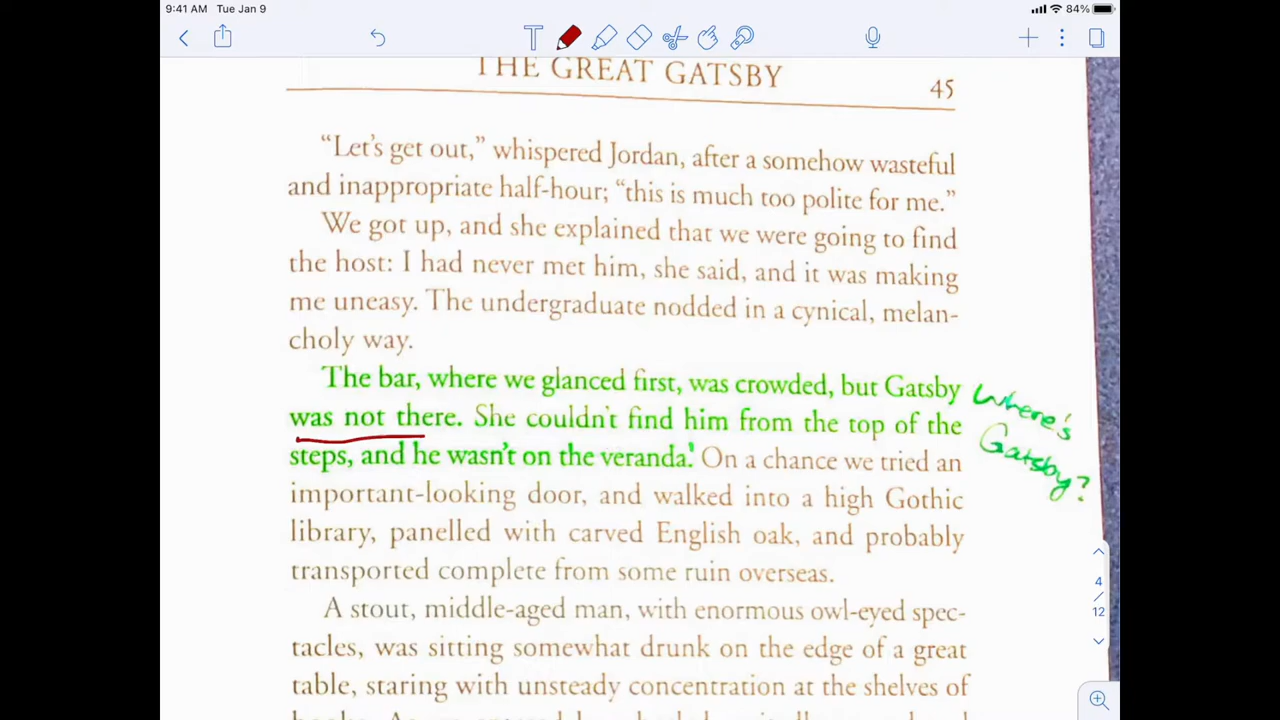 9:41 AM Tue Jan 9
84%
THE GREAT GATSBY
45
“Let's get out,” whispered Jordan, after a somehow wasteful
and inappropriate half-hour; “this is much too polite for me.”
We got up, and she explained that we were going to find
the host: I had never met him, she said, and it was making
me uneasy. The undergraduate nodded in a cynical, melan-
choly way.
The bar, where we glanced first, was crowded, but Gatsby
was not there. She couldn't find him from the top of the
steps, and he wasn't on the veranda. On a chance we tried an
important-looking door, and walked into a high Gothic
library, panelled with carved English oak, and probably
transported complete from some ruin overseas.
A stout, middle-aged man, with enormous owl-eyed spec-
tacles, was sitting somewhat drunk on the edge of a great
table, staring with unsteady concentration at the shelves of
Where's
Gatsby?
4
/
12